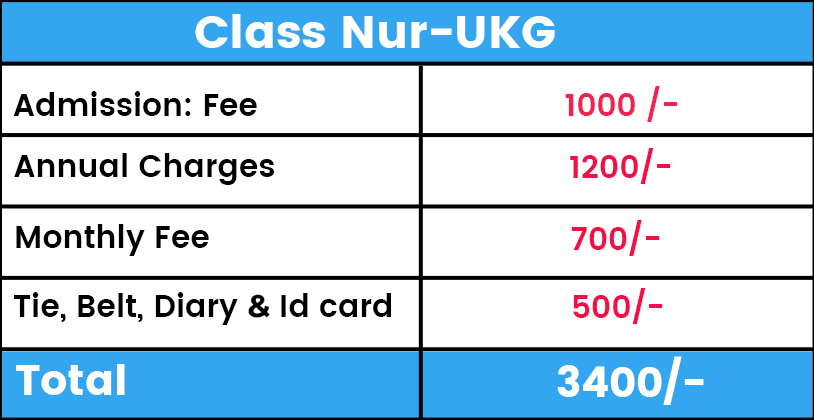 Class Nur-UKG
Admission: Fee 1000 /-
Annual Charges 1200/-
Monthly Fee 700/-
Tie, Belt, Diary & Id card 500/-
Total 3400/-